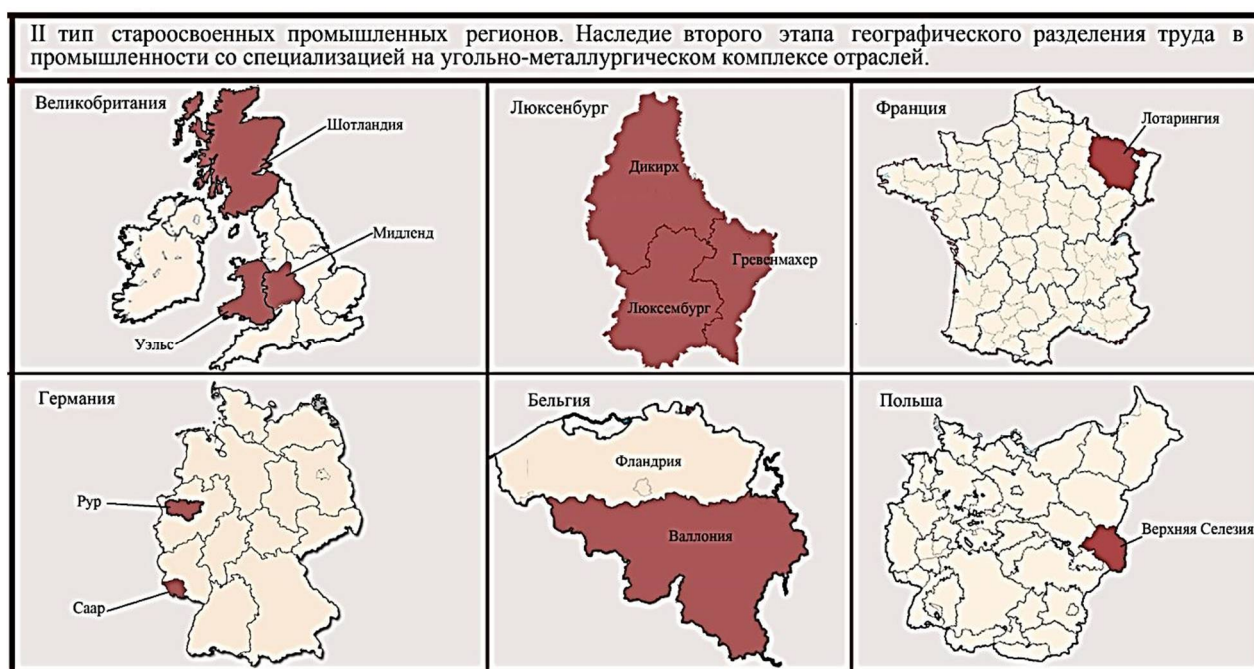 II тип староосвоенных промышленных регионов. Наследие второго этапа географического разделения труда в
промышленности со специализацией на угольно-металлургическом комплексе отраслей.
Великобритания
Шотландия
Мидленд
Уэльс
Люксенбург
Дикирх
Гревенмахер
Люксембург
Франция
Лотарингия
Германия
Рур
Саар
Бельгия
Фландрия
Валлония
Польша
Верхняя Селезия